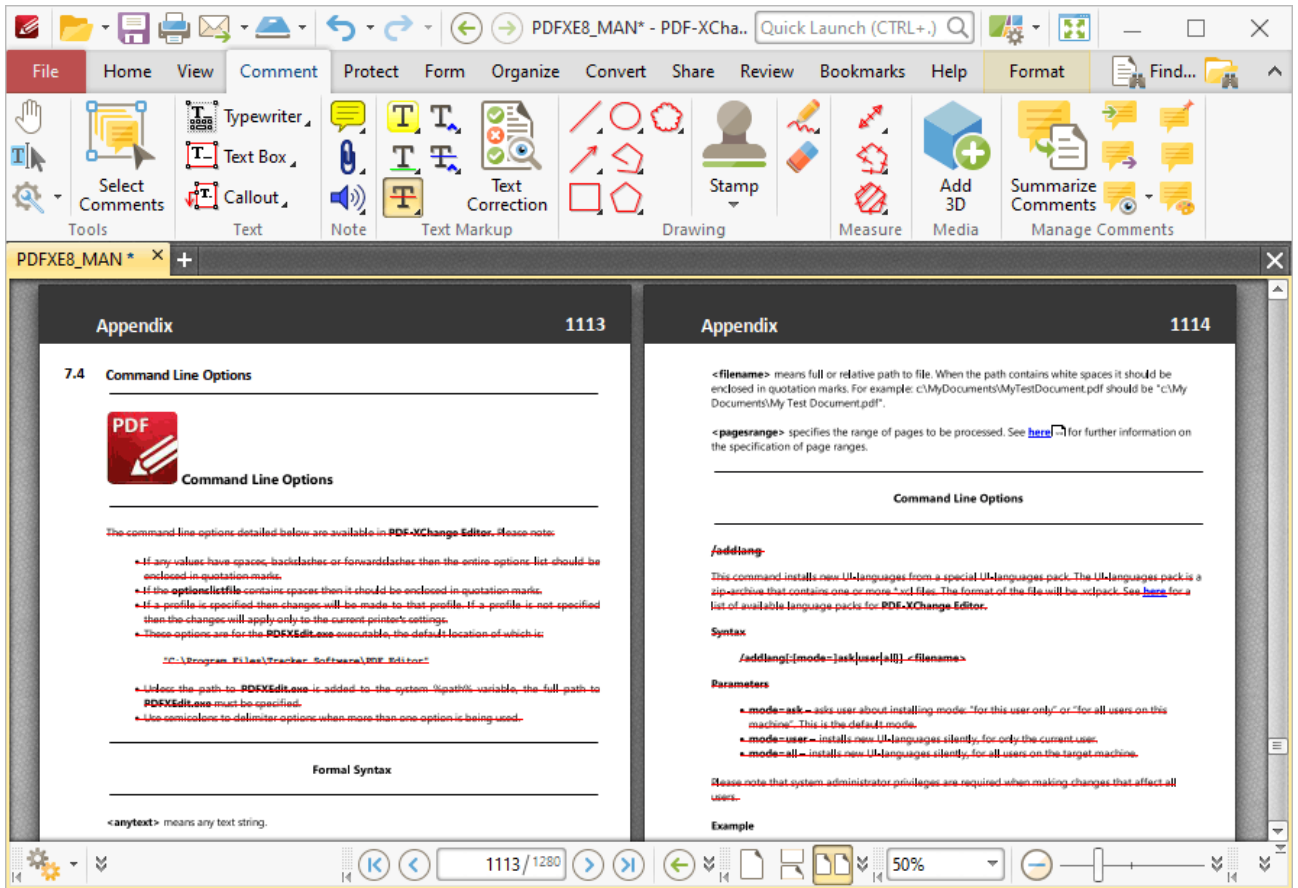 PDFXE8_MAN* - PDF-XCha..
Quick Launch (CTRL+.)
File Home View Comment Protect Form Organize Convert Share Review Bookmarks Help Format Find...
Typewriter
Text Box
Callout
Select
Comments
Text
Correction
Stamp
Add
3D
Summarize
Comments
Tools Text Note Text Markup Drawing Measure Media Manage Comments
PDFXE8_MAN *
Appendix 1113
7.4 Command Line Options
PDF
Command Line Options
The command line options detailed below are available in PDF-XChange Editor. Please note:
• If any values have spaces, backslashes or forwardslashes then the entire options list should be
enclosed in quotation marks.
• If the optionslistfile contains spaces then it should be enclosed in quotation marks.
• If a profile is specified then changes will be made to that profile. If a profile is not specified
then the changes will apply only to the current printer's settings.
• These options are for the PDFXEdit.exe executable, the default location of which is:
"C:\Program Files\Tracker Software\PDF Editor"
• Unless the path to PDFXEdit.exe is added to the system %path% variable, the full path to
PDFXEdit.exe must be specified.
• Use semicolons to delimiter options when more than one option is being used.
Formal Syntax
<anytext> means any text string.
Appendix 1114
<filename> means full or relative path to file. When the path contains white spaces it should be
enclosed in quotation marks. For example: c:\MyDocuments\MyTestDocument.pdf should be "c:\My
Documents\My Test Document.pdf".
<pagesrange> specifies the range of pages to be processed. See here for further information on
the specification of page ranges.
Command Line Options
/addlang
This command installs new UI-languages from a special UI-languages pack. The UI-languages pack is a
zip-archive that contains one or more *.xcl files. The format of the file will be .xclpack. See here for a
list of available language packs for PDF-XChange Editor.
Syntax
/addlang[:[mode=]ask|user|all]] <filename>
Parameters
• mode=ask – asks user about installing mode: "for this user only" or "for all users on this
machine". This is the default mode.
• mode=user – installs new UI-languages silently, for only the current user.
• mode=all – installs new UI-languages silently, for all users on the target machine.
Please note that system administrator privileges are required when making changes that affect all
users.
Example
1113/1280
50%